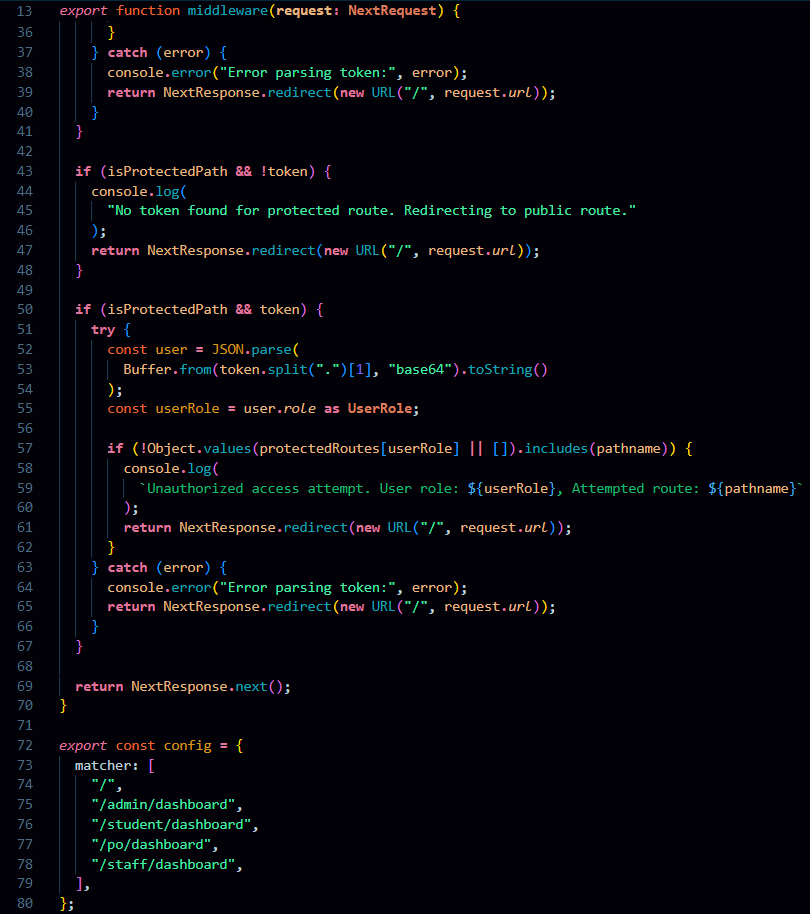 13 export function middleware(request: NextRequest) {
36       }
37     } catch (error) {
38       console.error("Error parsing token:", error);
39       return NextResponse.redirect(new URL("/", request.url));
40     }
41   }
42
43   if (isProtectedPath && !token) {
44     console.log(
45       "No token found for protected route. Redirecting to public route."
46     );
47     return NextResponse.redirect(new URL("/", request.url));
48   }
49
50   if (isProtectedPath && token) {
51     try {
52       const user = JSON.parse(
53         Buffer.from(token.split(".")[1], "base64").toString()
54       );
55       const userRole = user.role as UserRole;
56
57       if (!Object.values(protectedRoutes[userRole] || []).includes(pathname)) {
58         console.log(
59           `Unauthorized access attempt. User role: ${userRole}, Attempted route: ${pathname}`
60         );
61         return NextResponse.redirect(new URL("/", request.url));
62       }
63     } catch (error) {
64       console.error("Error parsing token:", error);
65       return NextResponse.redirect(new URL("/", request.url));
66     }
67   }
68
69   return NextResponse.next();
70 }
71
72 export const config = {
73   matcher: [
74     "/",
75     "/admin/dashboard",
76     "/student/dashboard",
77     "/po/dashboard",
78     "/staff/dashboard",
79   ],
80 };